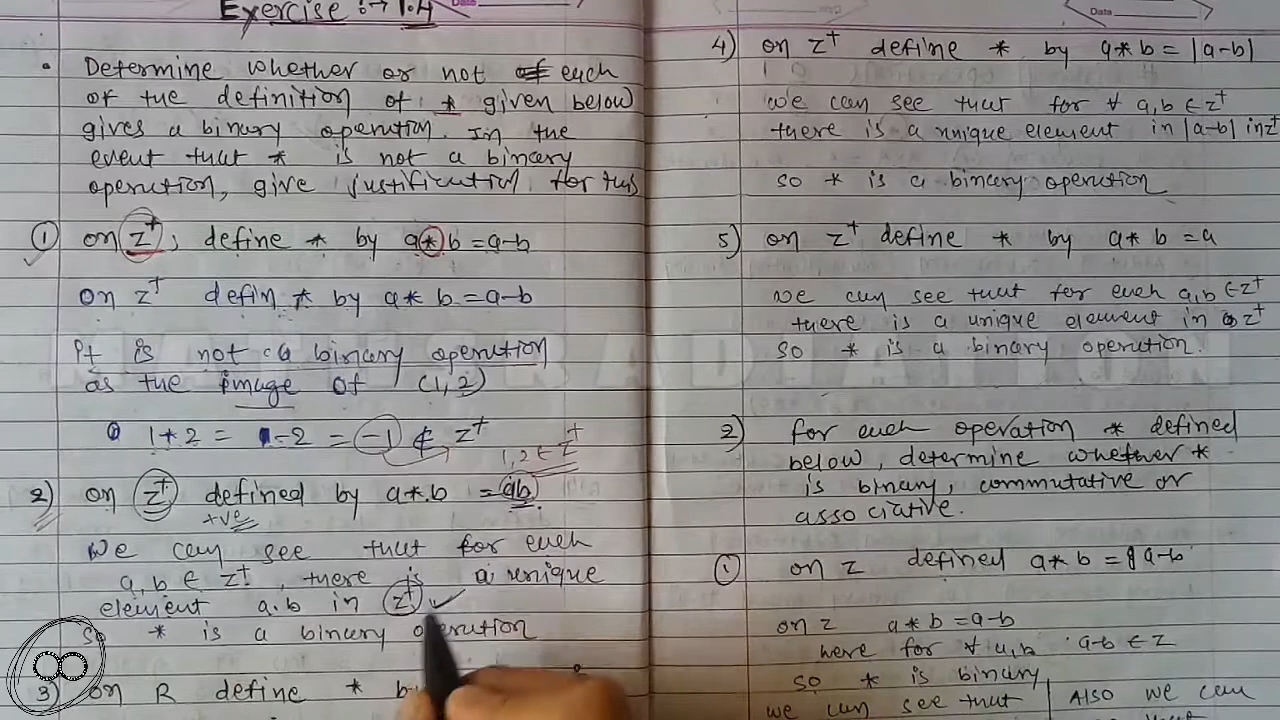 Exercise :→ 1.4
• Determine whether or not of each
of the definition of * given below
gives a binary operation. In the
event that * is not a binary
operation, give justification for this
① on Z⁺, define * by a*b = a-b
on Z⁺ defin * by a*b = a-b
It is not a binary operation
as the image of (1,2)
1*2 = 1-2 = -1 ∉ Z⁺
1,2 ∈ Z⁺
2) on Z⁺ defined by a*b = ab.
+ve
We can see that for each
a,b ∈ Z⁺, there is a unique
element a.b in Z⁺ ✓
so * is a binary operation
3) on R define * by
Date
4) on Z⁺ define * by a*b = |a-b|
we can see that for ∀ a,b ∈ Z⁺
there is a unique element in |a-b| in Z⁺
so * is a binary operation
5) on Z⁺ define * by a*b = a
we can see that for each a,b ∈ Z⁺
there is a unique element in Z⁺
so * is a binary operation.
2) for each operation * defined
below, determine whether *
is binary, commutative or
associative.
① on Z defined a*b = a-b
on Z a*b = a-b
here for ∀ a,b a-b ∈ Z
so * is binary
we can see that
Also we can